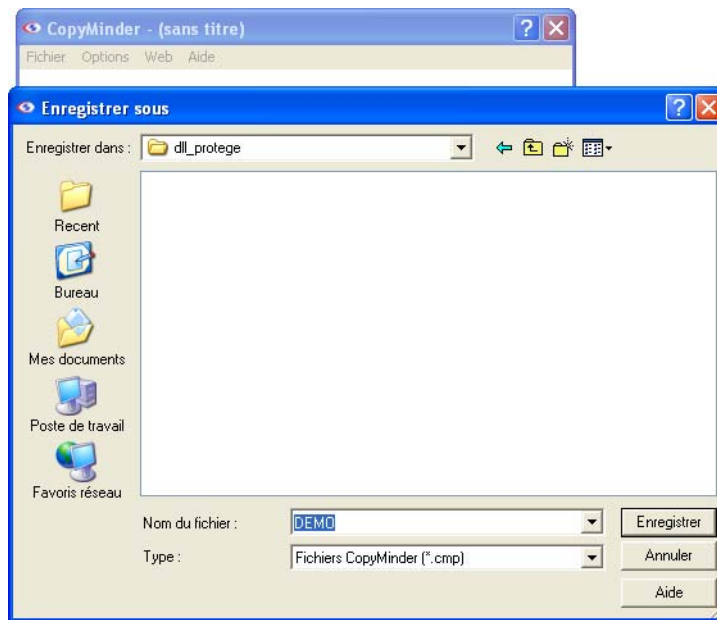 CopyMinder - (sans titre)
Fichier Options Web Aide
Enregistrer sous
Enregistrer dans : dll_protege
Recent
Bureau
Mes documents
Poste de travail
Favoris réseau
Nom du fichier : DEMO Enregistrer
Type : Fichiers CopyMinder (*.cmp) Annuler
Aide